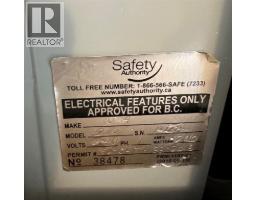 REALTOR®
Safety
Authority
TOLL FREE NUMBER: 1-866-566-SAFE (7233)
www.safetyauthority.ca
ELECTRICAL FEATURES ONLY
APPROVED FOR B.C.
MAKE
MODEL S.N.
VOLTS PH
PERMIT #
Nº 38478